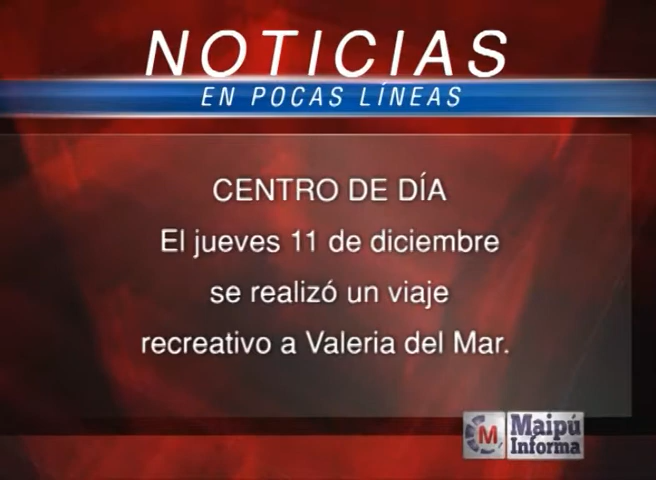 NOTICIAS
EN POCAS LÍNEAS
CENTRO DE DÍA
El jueves 11 de diciembre
se realizó un viaje
recreativo a Valeria del Mar.
M
Maipú
Informa